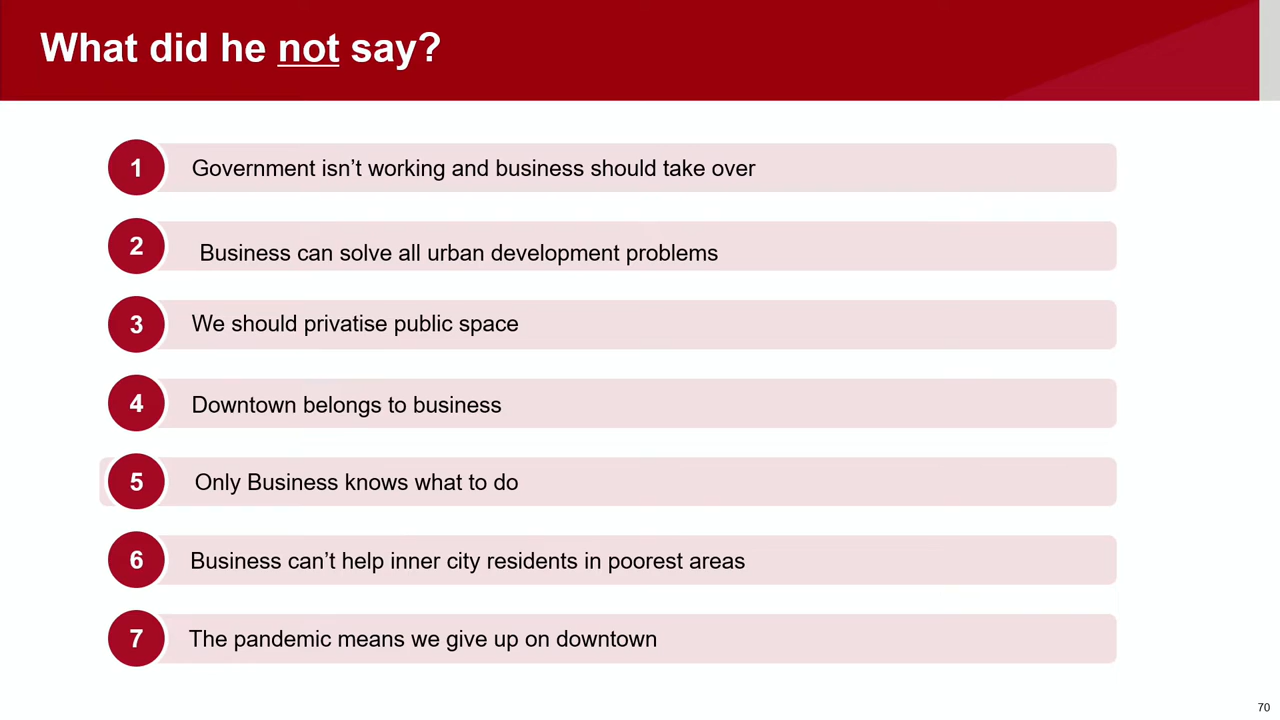 What did he not say?
1 Government isn’t working and business should take over
2 Business can solve all urban development problems
3 We should privatise public space
4 Downtown belongs to business
5 Only Business knows what to do
6 Business can’t help inner city residents in poorest areas
7 The pandemic means we give up on downtown
70